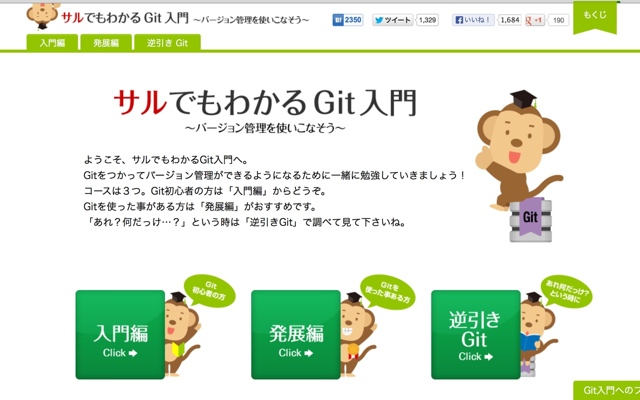 サルでもわかるGit入門 ～バージョン管理を使いこなそう～
B! 2350 ツイート 1,329 いいね！ 1,684 +1 190
もくじ
入門編 発展編 逆引き Git
サルでもわかるGit入門
～バージョン管理を使いこなそう～
ようこそ、サルでもわかるGit入門へ。
Gitをつかってバージョン管理ができるようになるために一緒に勉強していきましょう！
コースは３つ。Git初心者の方は「入門編」からどうぞ。
Gitを使った事がある方は「発展編」がおすすめです。
「あれ？何だっけ…？」という時は「逆引きGit」で調べて見て下さいね。
Git
Git
初心者の方
入門編
Click
Gitを
使った事ある方
発展編
Click
あれ何だっけ?
という時に
逆引き
Git
Click
Git入門への